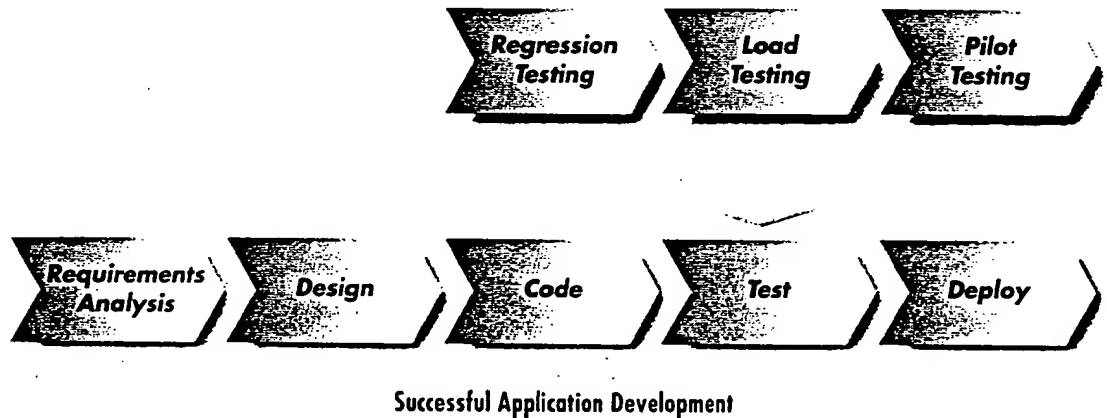 Regression
Testing
Load
Testing
Pilot
Testing
Requirements
Analysis
Design
Code
Test
Deploy
Successful Application Development